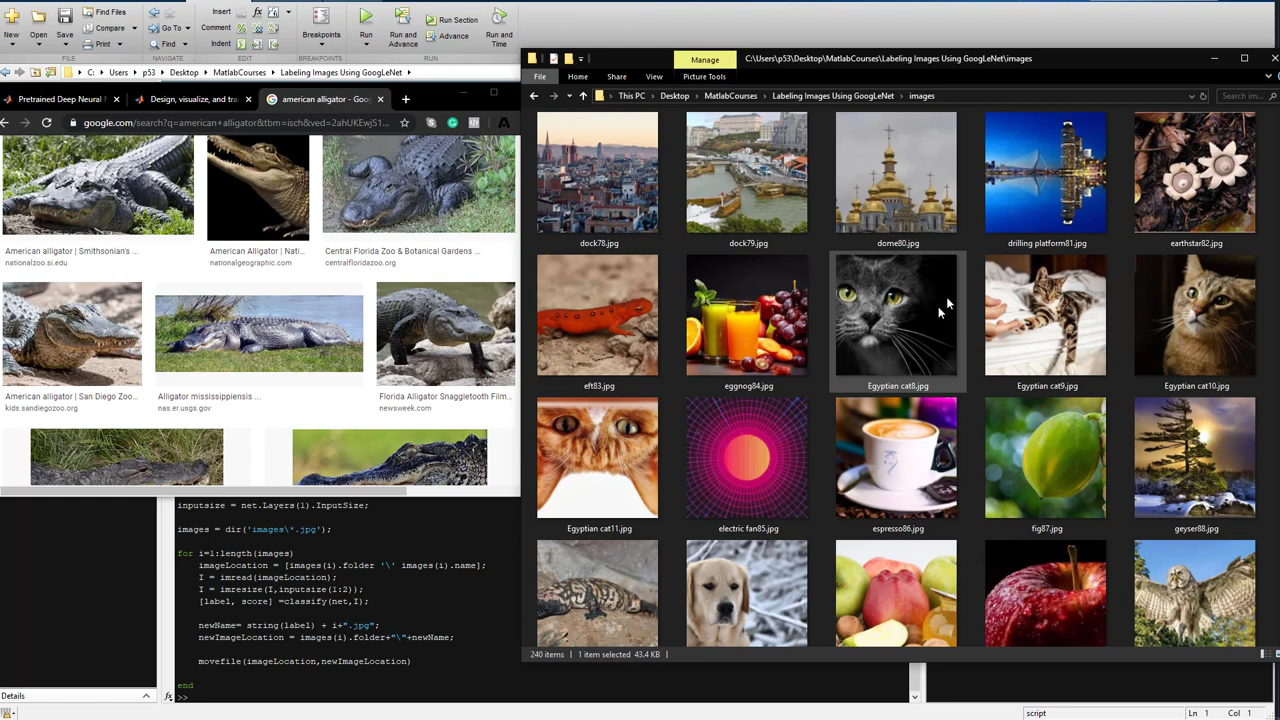 Find Files
Compare
Print
New
Open
Save
Go To
Find
Insert
fx
Comment
Indent
Breakpoints
Run
Run and
Advance
Run Section
Advance
Run and
Time
FILE
NAVIGATE
EDIT
BREAKPOINTS
RUN
C: Users p53 Desktop MatlabCourses Labeling Images Using GoogLeNet
Pretrained Deep Neural N
Design, visualize, and tra
american alligator - Goo
google.com/search?q=american+alligator&tbm=isch&ved=2ahUKEwjS1...
American alligator | Smithsonian's ...
nationalzoo.si.edu
American Alligator | Nati...
nationalgeographic.com
Central Florida Zoo & Botanical Gardens ...
centralfloridazoo.org
American alligator | San Diego Zoo...
kids.sandiegozoo.org
Alligator mississippiensis ...
nas.er.usgs.gov
Florida Alligator Snaggletooth Film...
newsweek.com
inputsize = net.Layers(1).InputSize;
images = dir('images\*.jpg');
for i=1:length(images)
imageLocation = [images(i).folder '\' images(i).name];
I = imread(imageLocation);
I = imresize(I,inputsize(1:2));
[label, score] =classify(net,I);
newName= string(label) + i+".jpg";
newImageLocation = images(i).folder+"\"+newName;
movefile(imageLocation,newImageLocation)
end
fx >>
Details
Manage
C:\Users\p53\Desktop\MatlabCourses\Labeling Images Using GoogLeNet\images
File
Home
Share
View
Picture Tools
This PC
Desktop
MatlabCourses
Labeling Images Using GoogLeNet
images
Search im...
dock78.jpg
dock79.jpg
dome80.jpg
drilling platform81.jpg
earthstar82.jpg
eft83.jpg
eggnog84.jpg
Egyptian cat8.jpg
Egyptian cat9.jpg
Egyptian cat10.jpg
Egyptian cat11.jpg
electric fan85.jpg
espresso86.jpg
fig87.jpg
geyser88.jpg
240 items
1 item selected 43.4 KB
script
Ln 1
Col 1